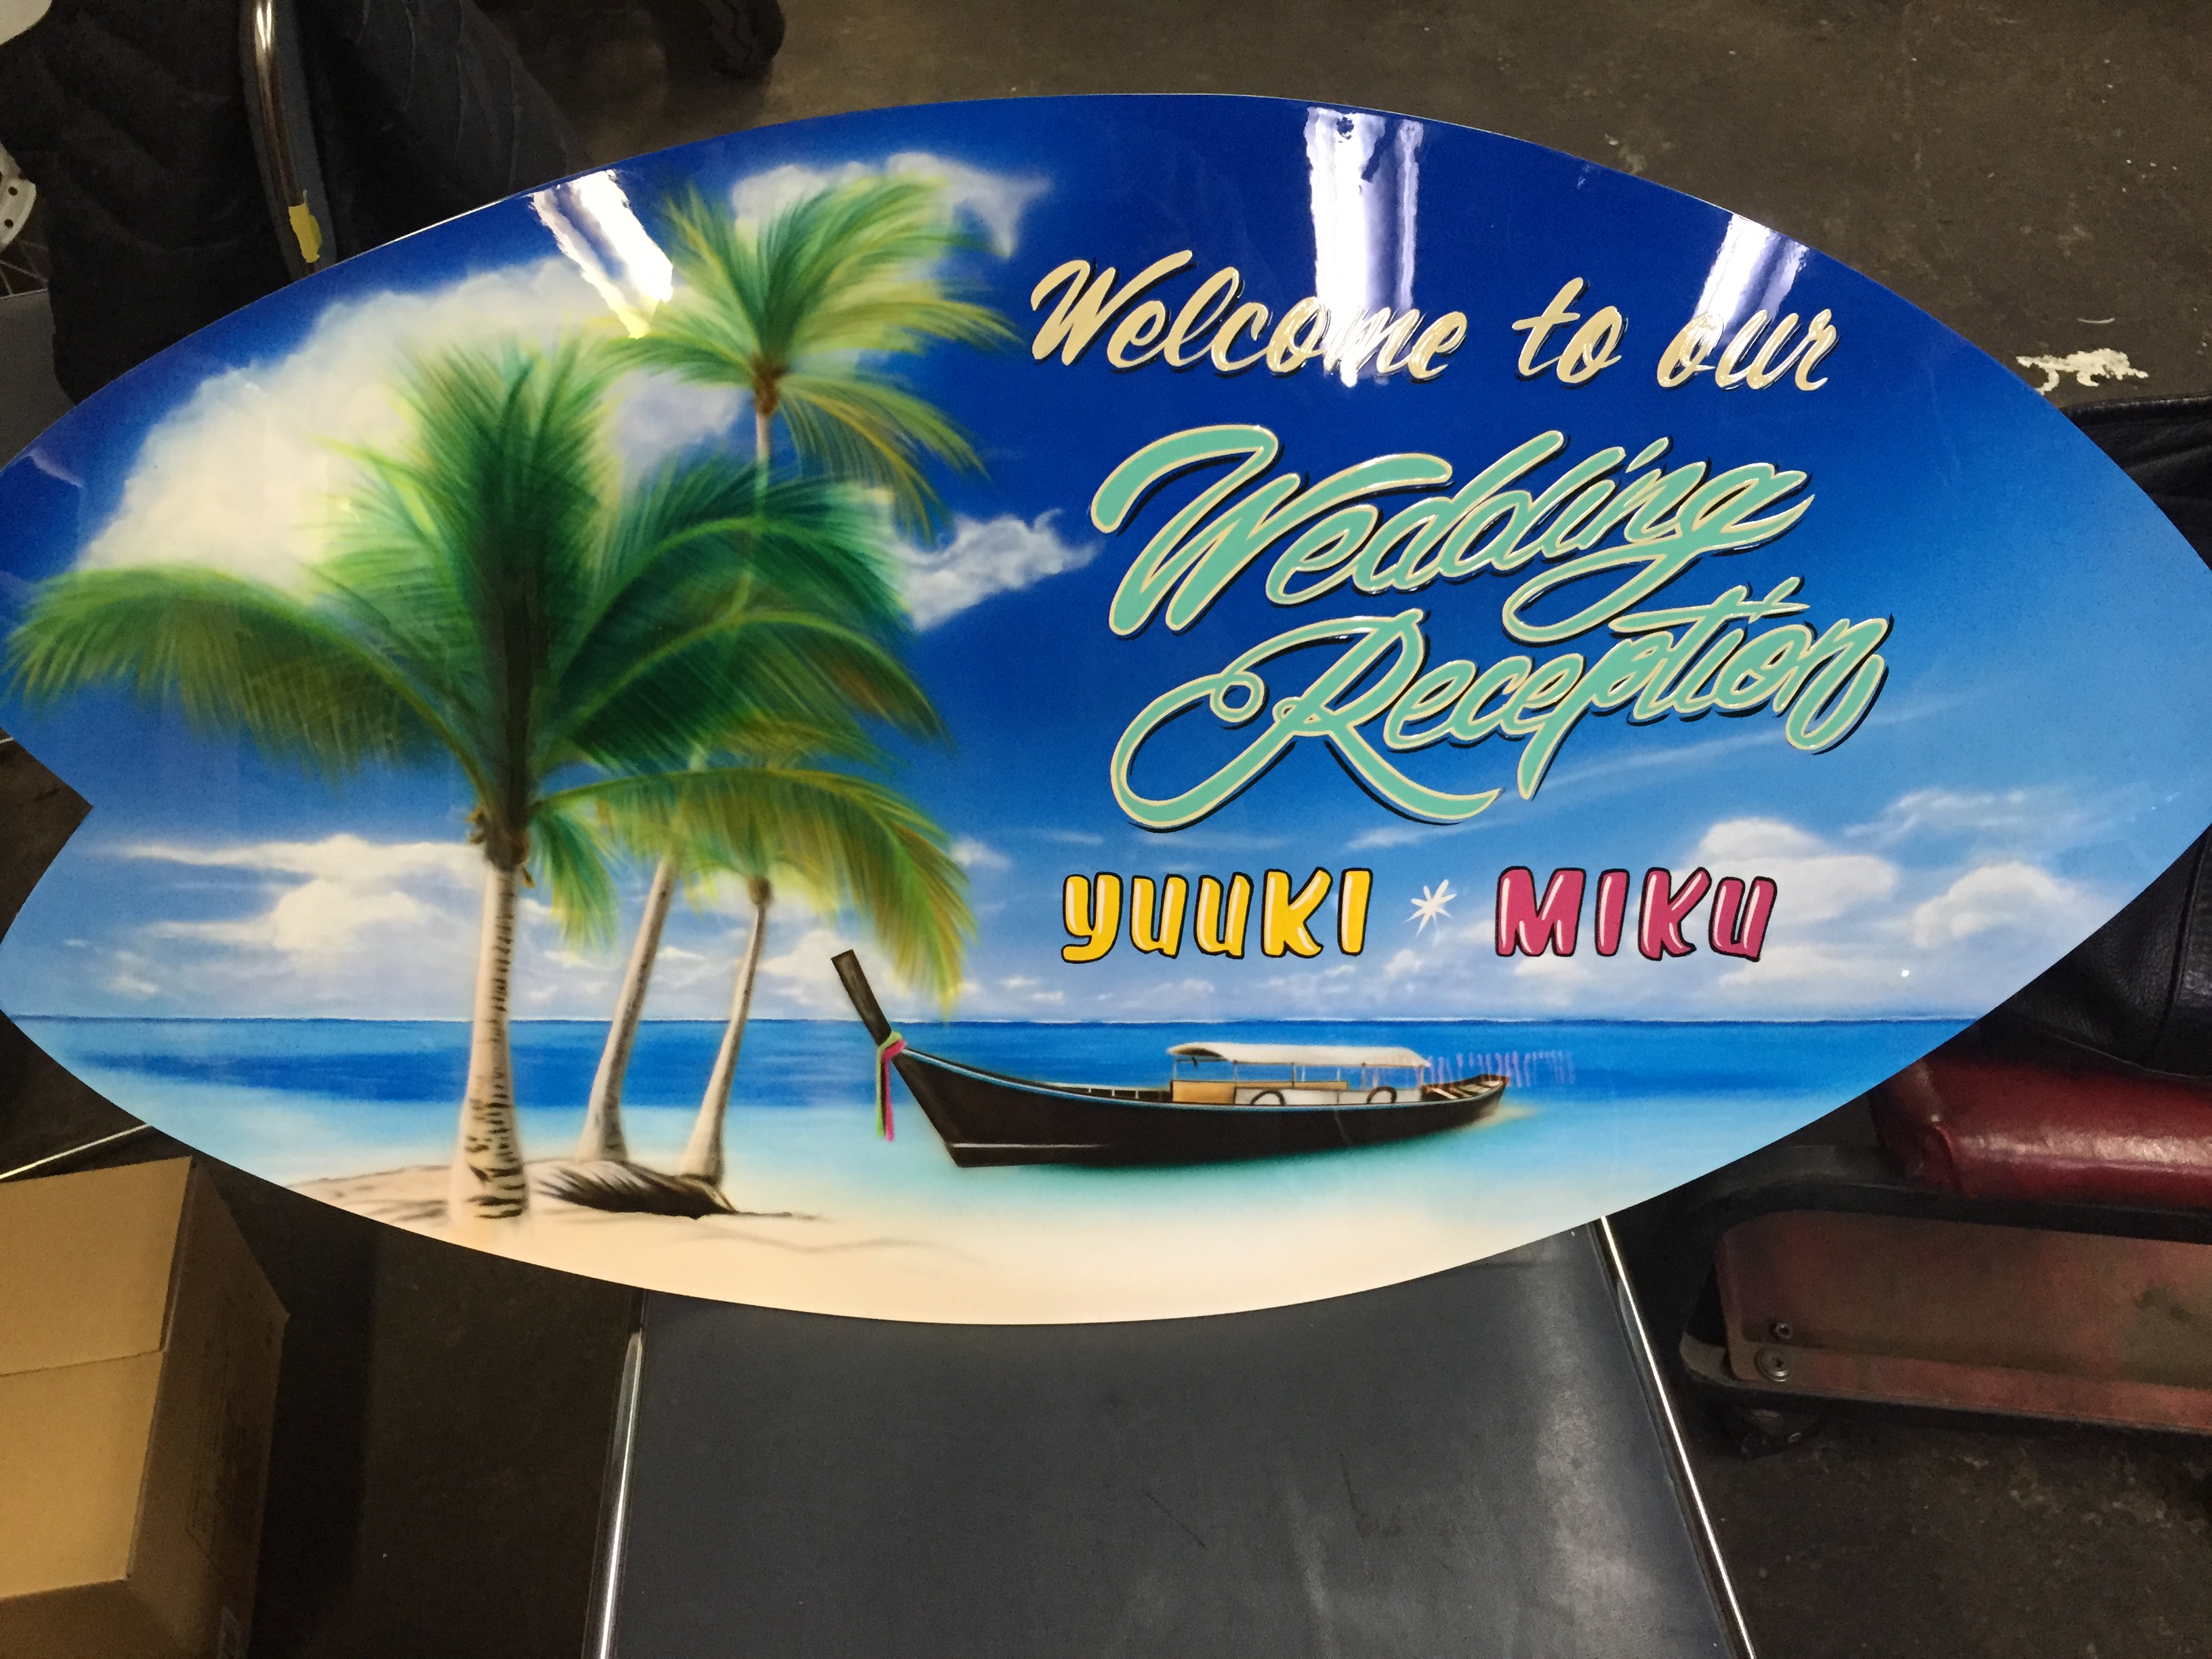 Welcome to our
Wedding
Reception
YUUKI * MIKU